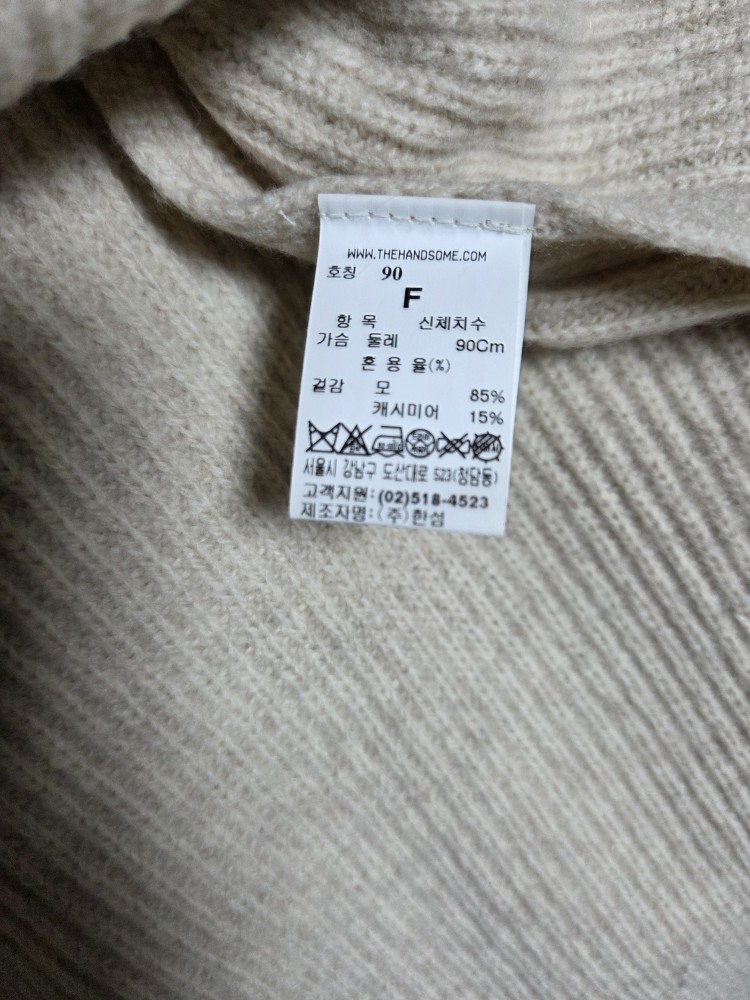 WWW.THEHANDSOME.COM
호칭 90
F
항 목 신체치수
가슴 둘레 90Cm
혼 용 율(%)
겉감 모 85%
캐시미어 15%
서울시 강남구 도산대로 523(청담동)
고객지원:(02)518-4523
제조자명:(주)한섬